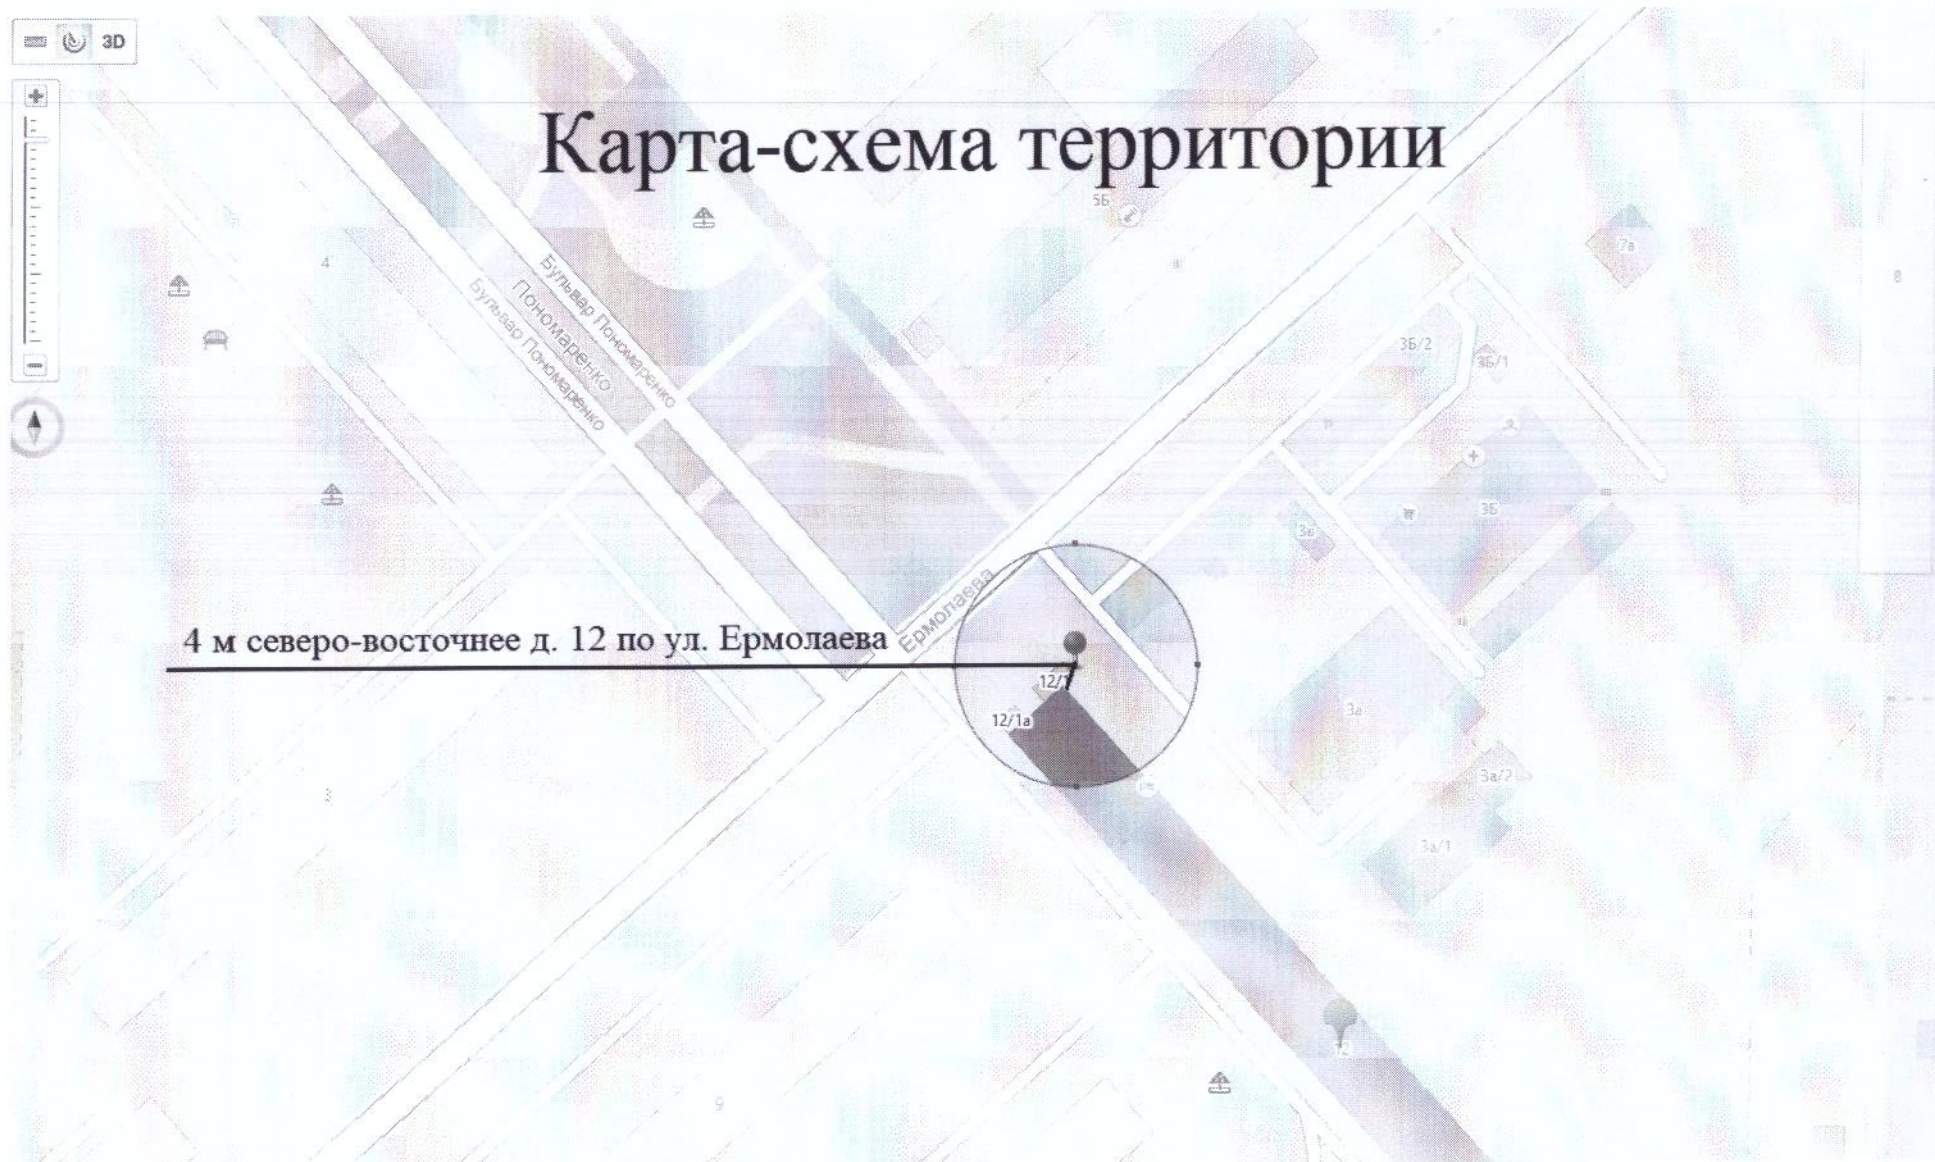 3D
Карта-схема территории
5Б
7а
4
8
Бульвар Пономаренко
Пономаренко
Бульвар Пономаренко
3Б/2
3Б/1
3Б
3в
Ермолаева
4 м северо-восточнее д. 12 по ул. Ермолаева
12/1
12/1а
3а
3а/2
3
3а/1
12
9